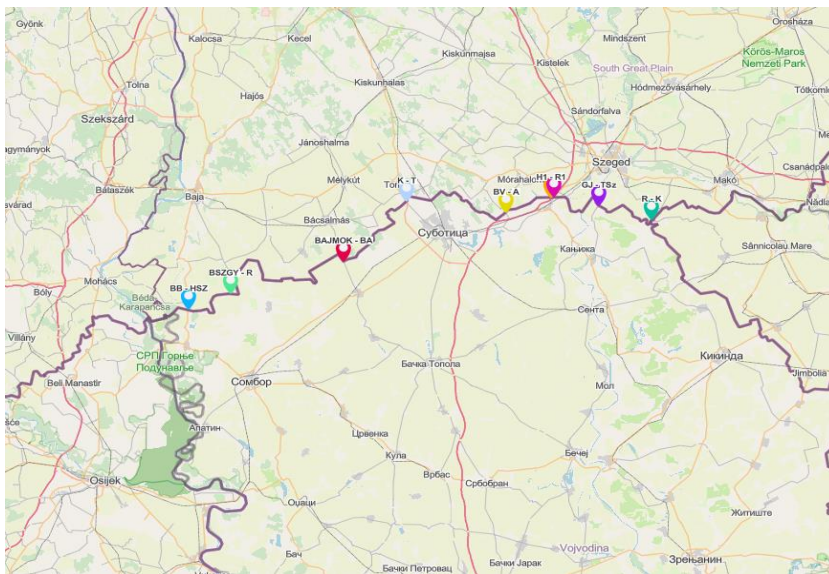 Gyönk
Kalocsa
Kecel
Kiskunmajsa
Mindszent
Orosháza
Kistelek
South Great Plain
Körös-Maros
Nemzeti Park
Tolna
Hajós
Kiskunhalas
Hódmezővásárhely
Tótkoml
Szekszárd
Sándorfalva
Jánoshalma
Szeged
Bátaszék
Baja
Mélykút
K - T
H1 - R1
Makó
Csanádpal
BV - A
GJ - TSz
R - K
Bácsalmás
Суботица
BAJMOK - BA
Кањижа
Sânnicolau Mare
Mohács
BSZGY - R
BB - HSZ
Bóly
Béda-
Karapancsa
Сента
Villány
СРП Горње
Подунавље
Кикинда
Бачка Топола
Jimbolia
Beli Manastir
Сомбор
Мол
Апатин
Црвенка
Кула
Бечеј
Osijek
Врбас
Србобран
Оџаци
Житиште
Бач
Vojvodina
Зрењанин
Бачки Петровац
Бачки Јарак